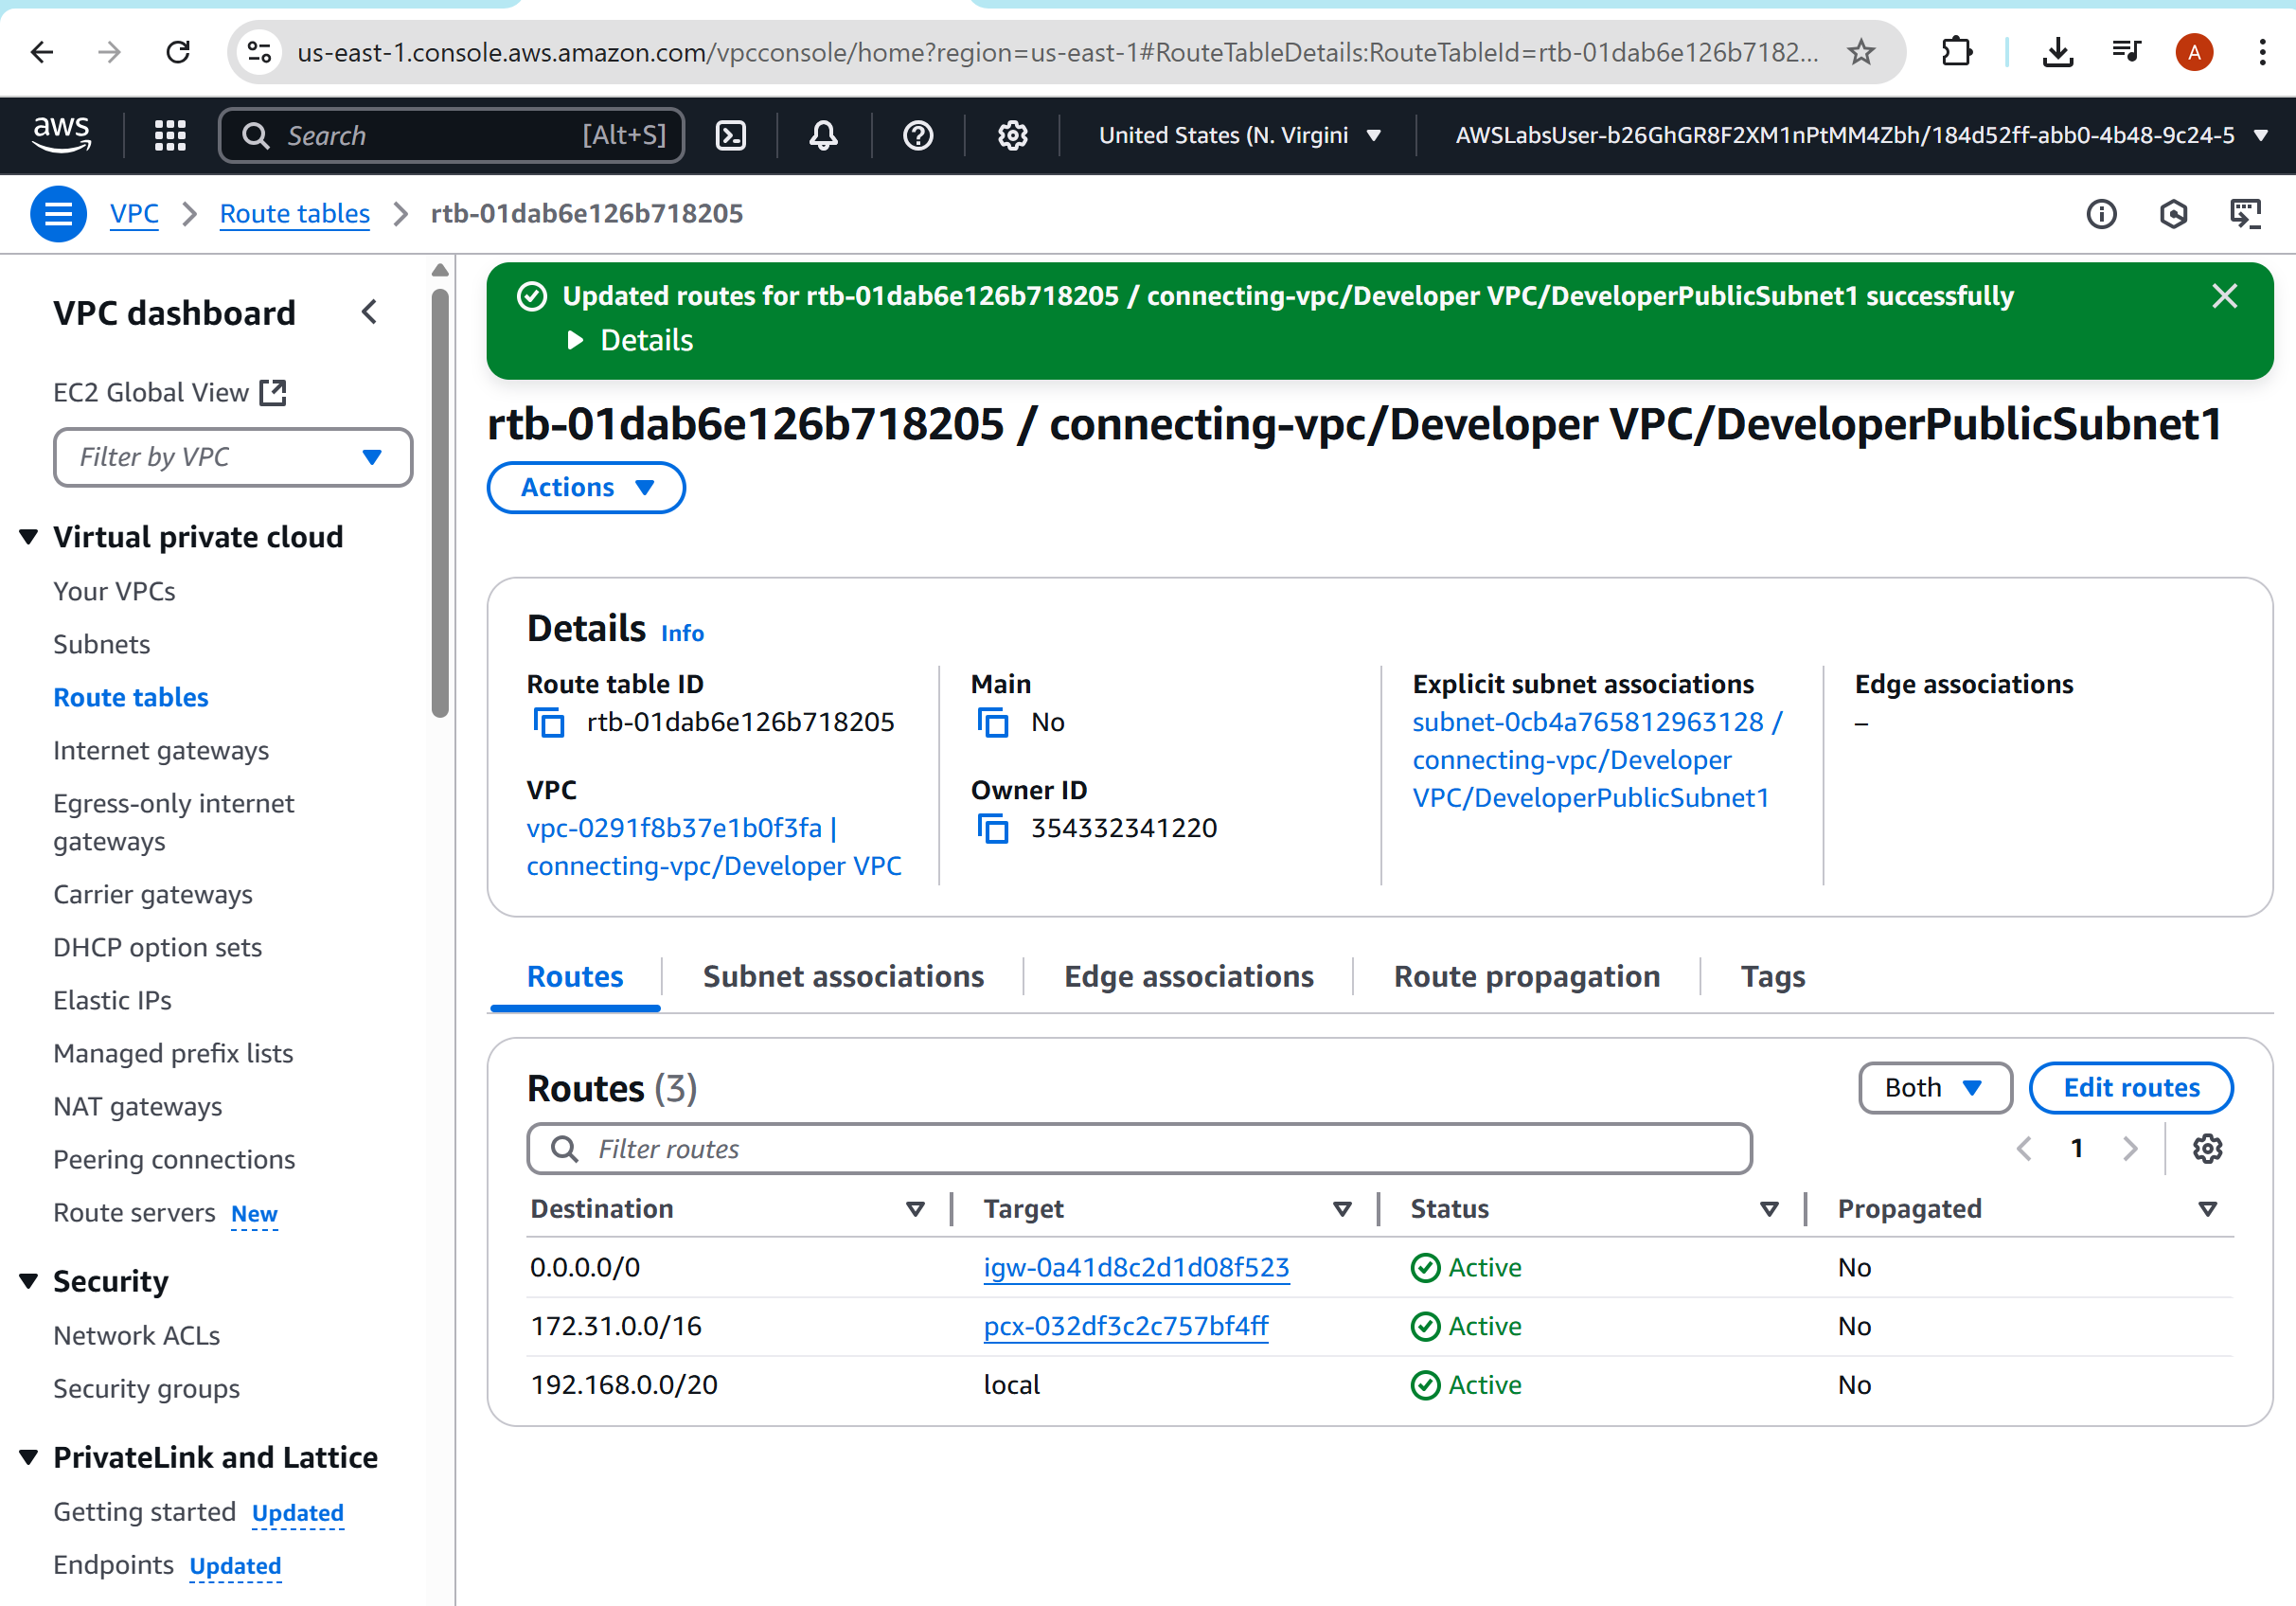 us-east-1.console.aws.amazon.com/vpcconsole/home?region=us-east-1#RouteTableDetails:RouteTableId=rtb-01dab6e126b7182...
A
aws
Search [Alt+S]
United States (N. Virgini
AWSLabsUser-b26GhGR8F2XM1nPtMM4Zbh/184d52ff-abb0-4b48-9c24-5
VPC > Route tables > rtb-01dab6e126b718205
VPC dashboard
EC2 Global View
Filter by VPC
Virtual private cloud
Your VPCs
Subnets
Route tables
Internet gateways
Egress-only internet
gateways
Carrier gateways
DHCP option sets
Elastic IPs
Managed prefix lists
NAT gateways
Peering connections
Route servers New
Security
Network ACLs
Security groups
PrivateLink and Lattice
Getting started Updated
Endpoints Updated
Updated routes for rtb-01dab6e126b718205 / connecting-vpc/Developer VPC/DeveloperPublicSubnet1 successfully
Details
rtb-01dab6e126b718205 / connecting-vpc/Developer VPC/DeveloperPublicSubnet1
Actions
Details Info
Route table ID
rtb-01dab6e126b718205
VPC
vpc-0291f8b37e1b0f3fa |
connecting-vpc/Developer VPC
Main
No
Owner ID
354332341220
Explicit subnet associations
subnet-0cb4a765812963128 /
connecting-vpc/Developer
VPC/DeveloperPublicSubnet1
Edge associations
–
Routes Subnet associations Edge associations Route propagation Tags
Routes (3)
Both Edit routes
Filter routes
1
Destination Target Status Propagated
0.0.0.0/0 igw-0a41d8c2d1d08f523 Active No
172.31.0.0/16 pcx-032df3c2c757bf4ff Active No
192.168.0.0/20 local Active No